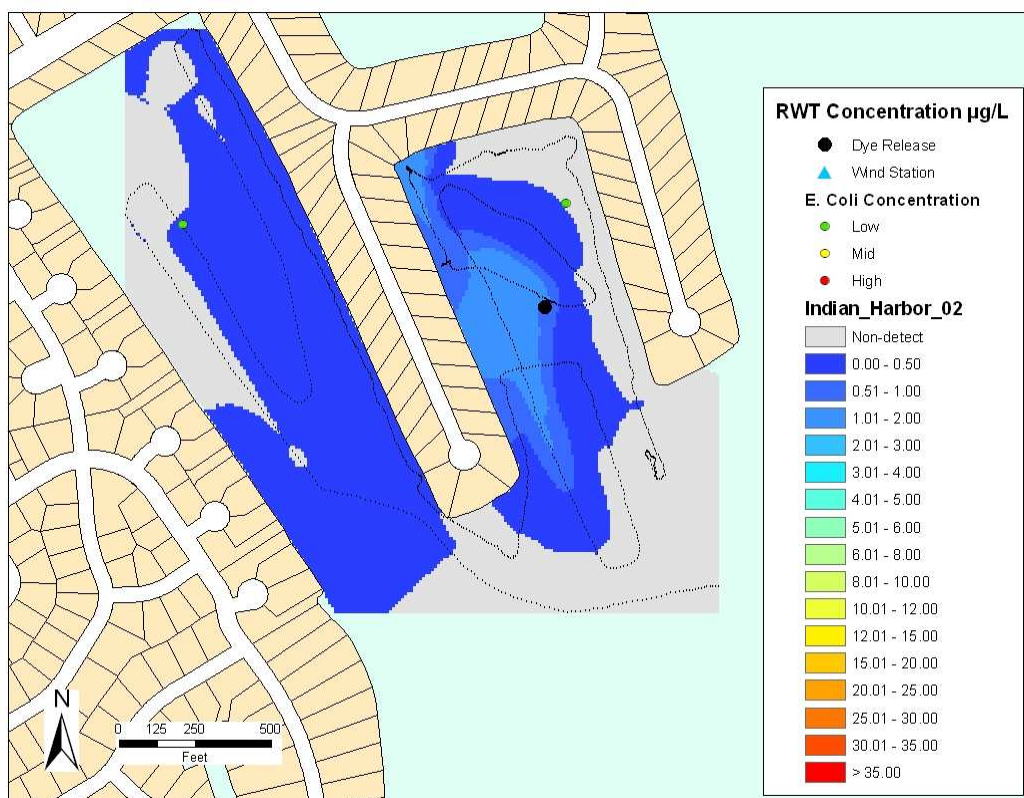 RWT Concentration µg/L
Dye Release
Wind Station
E. Coli Concentration
Low
Mid
High
Indian_Harbor_02
Non-detect
0.00 - 0.50
0.51 - 1.00
1.01 - 2.00
2.01 - 3.00
3.01 - 4.00
4.01 - 5.00
5.01 - 6.00
6.01 - 8.00
8.01 - 10.00
10.01 - 12.00
12.01 - 15.00
15.01 - 20.00
20.01 - 25.00
25.01 - 30.00
30.01 - 35.00
> 35.00
N
0 125 250 500
Feet